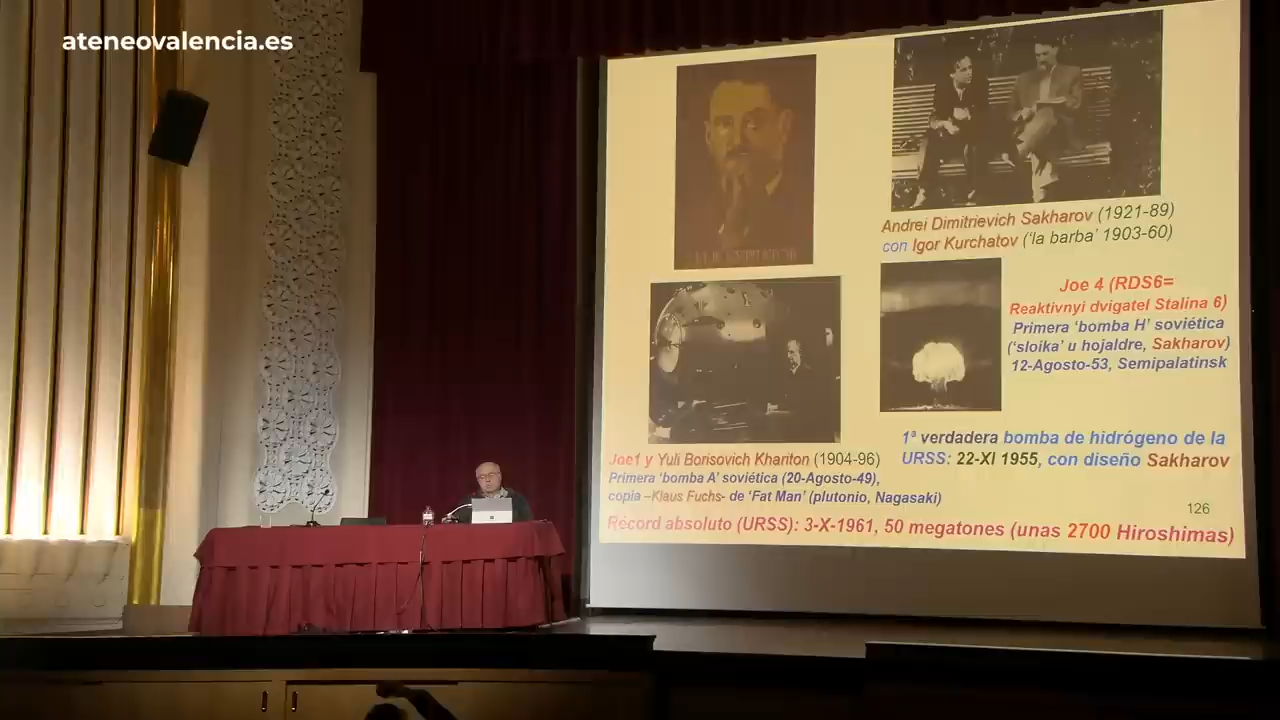 ateneovalencia.es
Andrei Dimitrievich Sakharov (1921-89)
con Igor Kurchatov ('la barba' 1903-60)
Joe 4 (RDS6=
Reaktivnyi dvigatel Stalina 6)
Primera 'bomba H' soviética
('sloika' u hojaldre, Sakharov)
12-Agosto-53, Semipalatinsk
1ª verdadera bomba de hidrógeno de la
URSS: 22-XI 1955, con diseño Sakharov
Joe1 y Yuli Borisovich Khariton (1904-96)
Primera 'bomba A' soviética (20-Agosto-49),
copia –Klaus Fuchs- de 'Fat Man' (plutonio, Nagasaki)
126
Récord absoluto (URSS): 3-X-1961, 50 megatones (unas 2700 Hiroshimas)